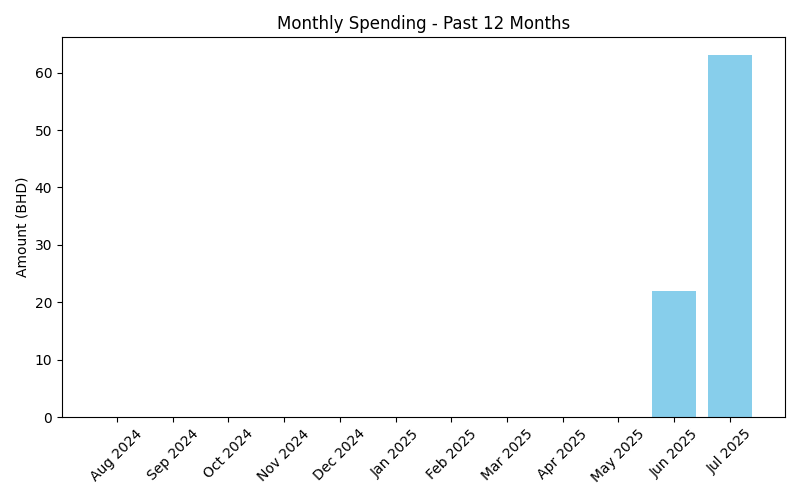 Monthly Spending - Past 12 Months
Amount (BHD)
60
50
40
30
20
10
0
Aug 2024
Sep 2024
Oct 2024
Nov 2024
Dec 2024
Jan 2025
Feb 2025
Mar 2025
Apr 2025
May 2025
Jun 2025
Jul 2025